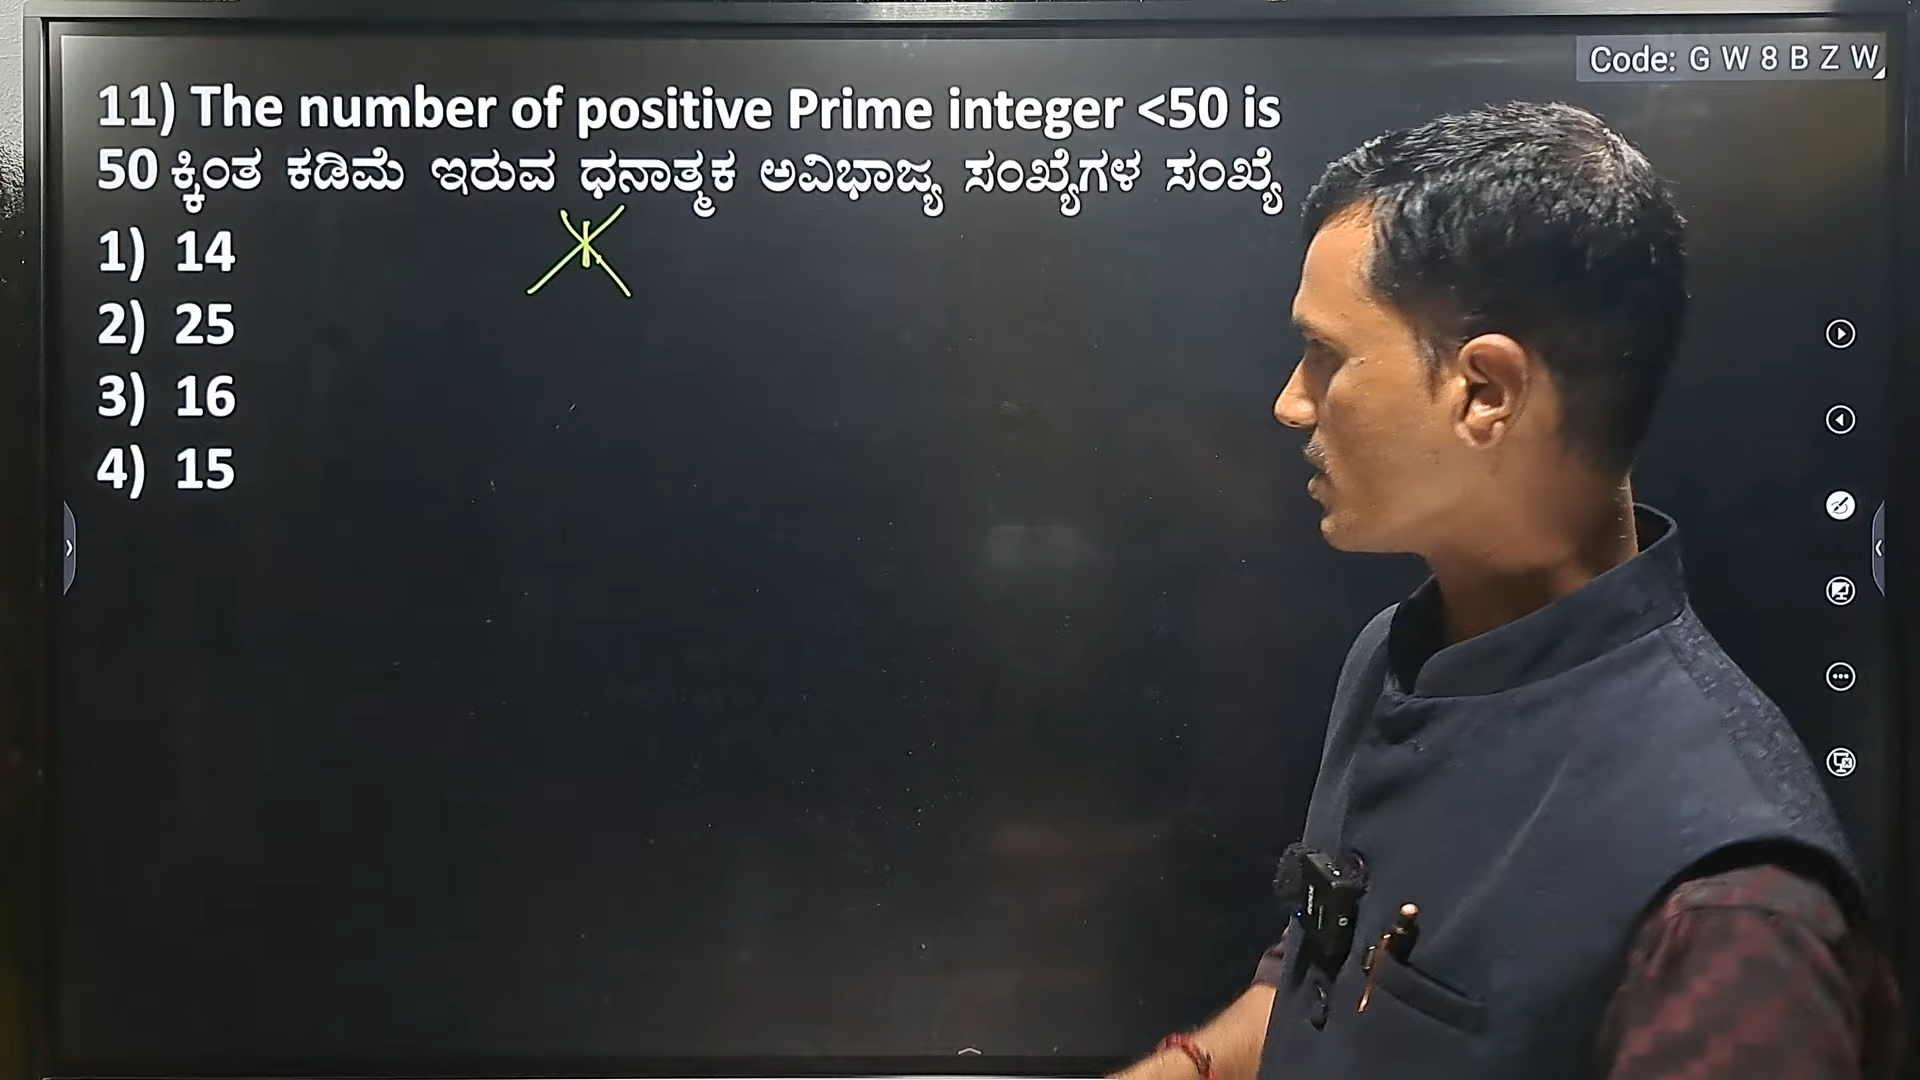 Code: G W 8 B Z W
11) The number of positive Prime integer <50 is
50 ಕ್ಕಿಂತ ಕಡಿಮೆ ಇರುವ ಧನಾತ್ಮಕ ಅವಿಭಾಜ್ಯ ಸಂಖ್ಯೆಗಳ ಸಂಖ್ಯೆ
1) 14
2) 25
3) 16
4) 15